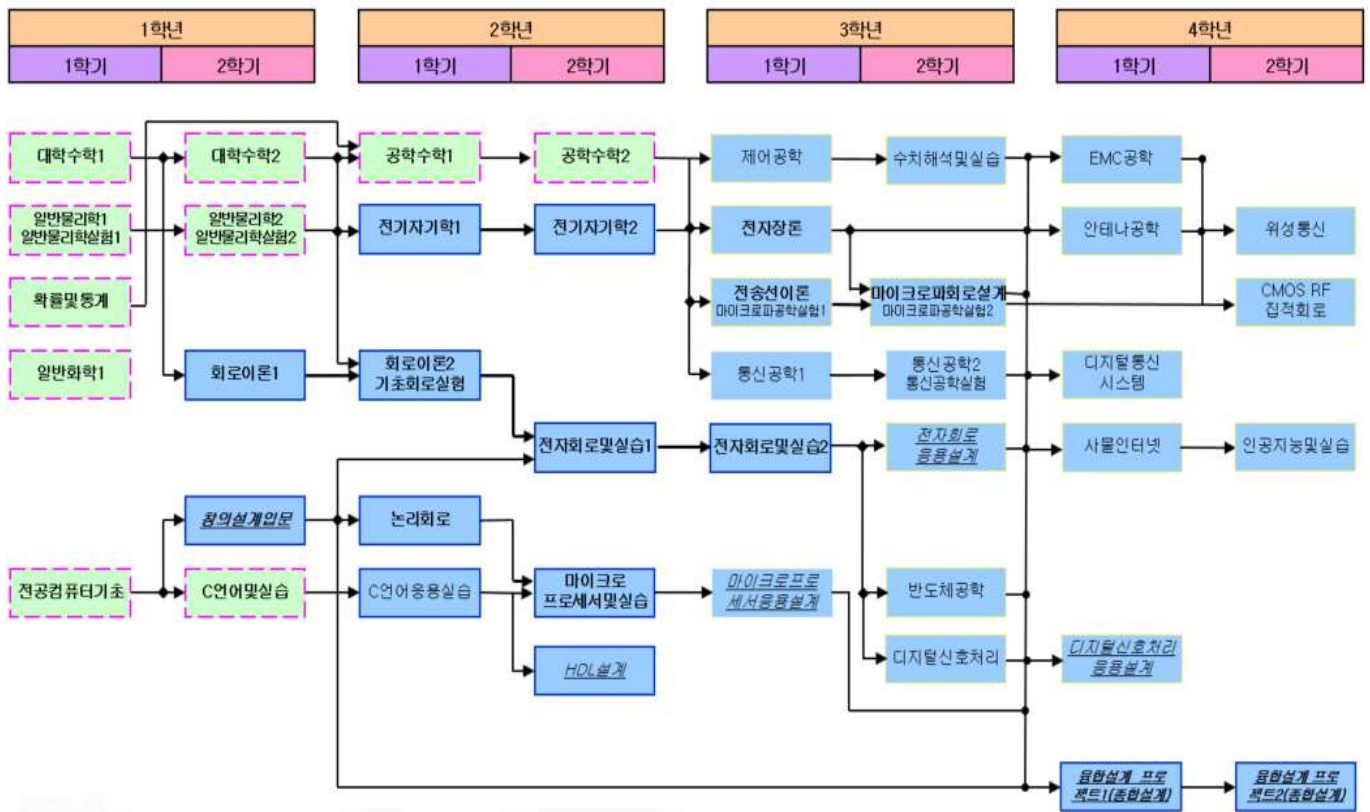 1학년
2학년
3학년
4학년
1학기
2학기
1학기
2학기
1학기
2학기
1학기
2학기
대학수학1
대학수학2
공학수학1
공학수학2
제어공학
수치해석및실습
EMC공학
일반물리학1
일반물리학실험1
일반물리학2
일반물리학실험2
전기자기학1
전기자기학2
전자장론
안테나공학
위성통신
확률및통계
전송선이론
마이크로파공학실험1
마이크로파회로설계
마이크로파공학실험2
CMOS RF
집적회로
일반화학1
회로이론1
회로이론2
기초회로실험
통신공학1
통신공학2
통신공학실험
디지털통신
시스템
전자회로및실습1
전자회로및실습2
전자회로
응용설계
사물인터넷
인공지능및실습
창의설계입문
논리회로
전공컴퓨터기초
C언어및실습
C언어응용실습
마이크로
프로세서및실습
마이크로프로
세서응용설계
반도체공학
HDL설계
디지털신호처리
디지털신호처리
응용설계
융합설계 프로
젝트1(종합설계)
융합설계 프로
젝트2(종합설계)